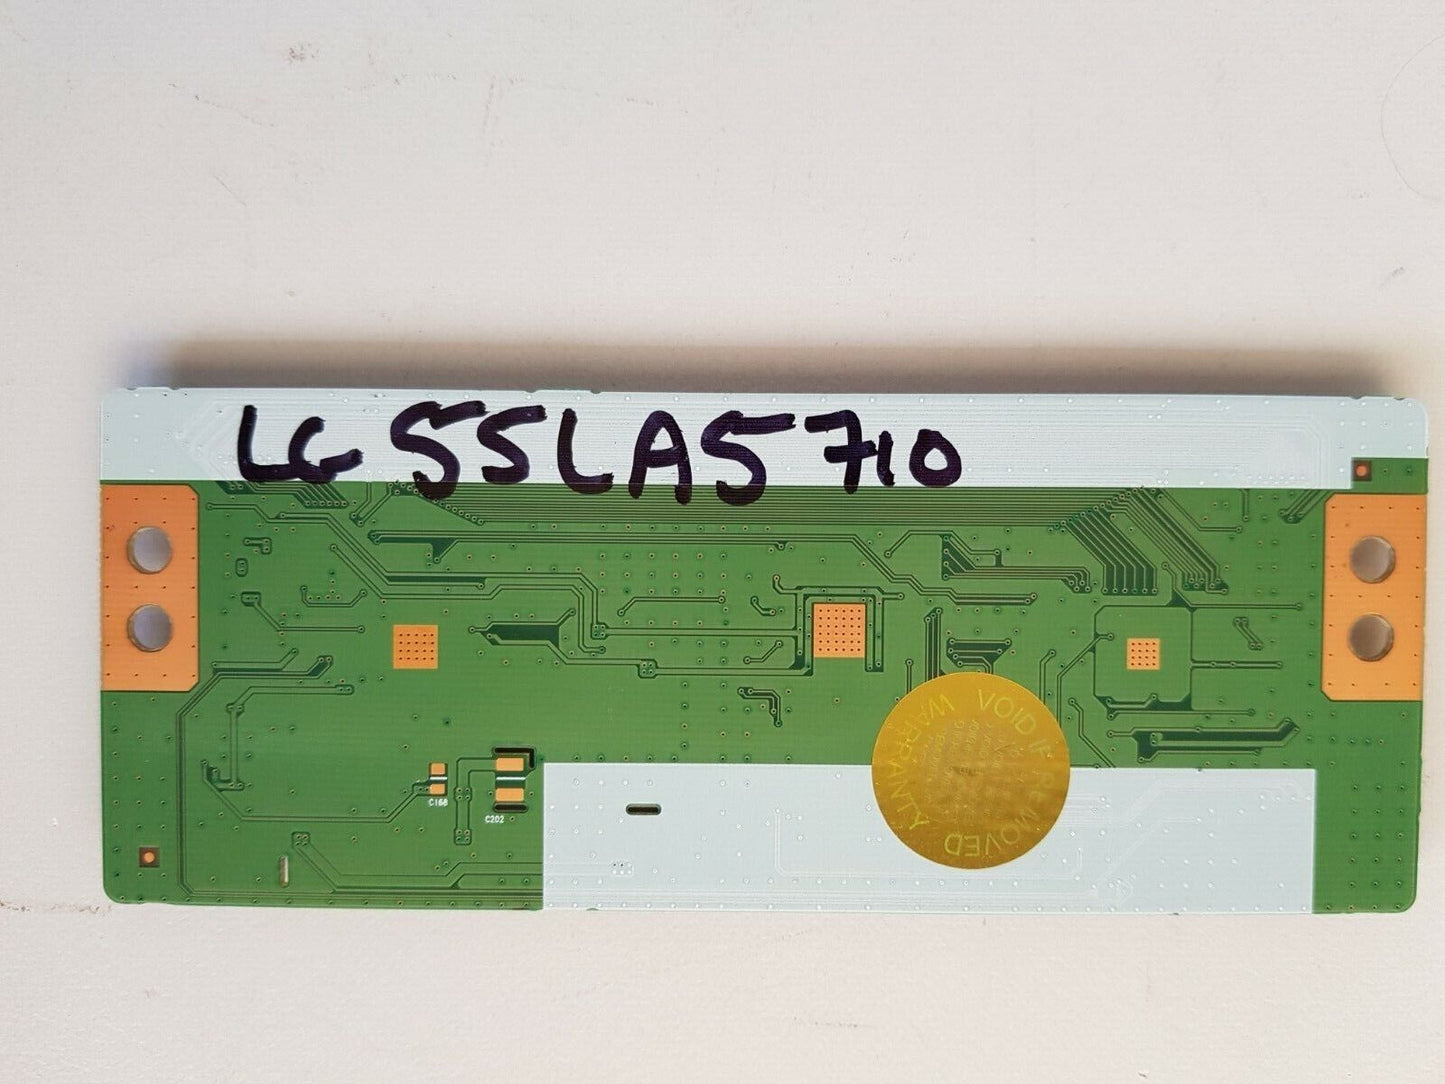 LG 55LA5710
C168
C202
WARRANTY VOID IF REMOVED